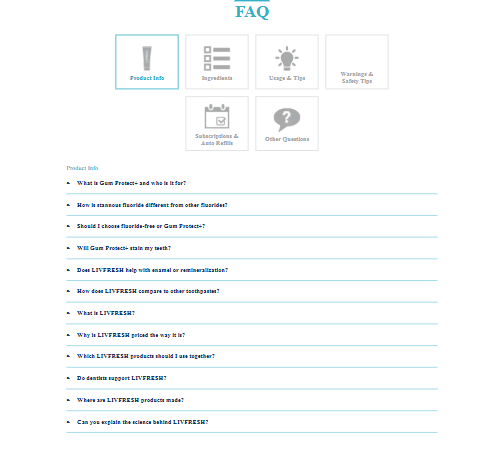 FAQ
Product Info
Ingredients
Usage & Tips
Warnings &
Safety Tips
Subscriptions &
Auto Refills
Other Questions
Product Info
What is Gum Protect+ and who is it for?
How is stannous fluoride different from other fluorides?
Should I choose fluoride-free or Gum Protect+?
Will Gum Protect+ stain my teeth?
Does LIVFRESH help with enamel or remineralization?
How does LIVFRESH compare to other toothpastes?
What is LIVFRESH?
Why is LIVFRESH priced the way it is?
Which LIVFRESH products should I use together?
Do dentists support LIVFRESH?
Where are LIVFRESH products made?
Can you explain the science behind LIVFRESH?